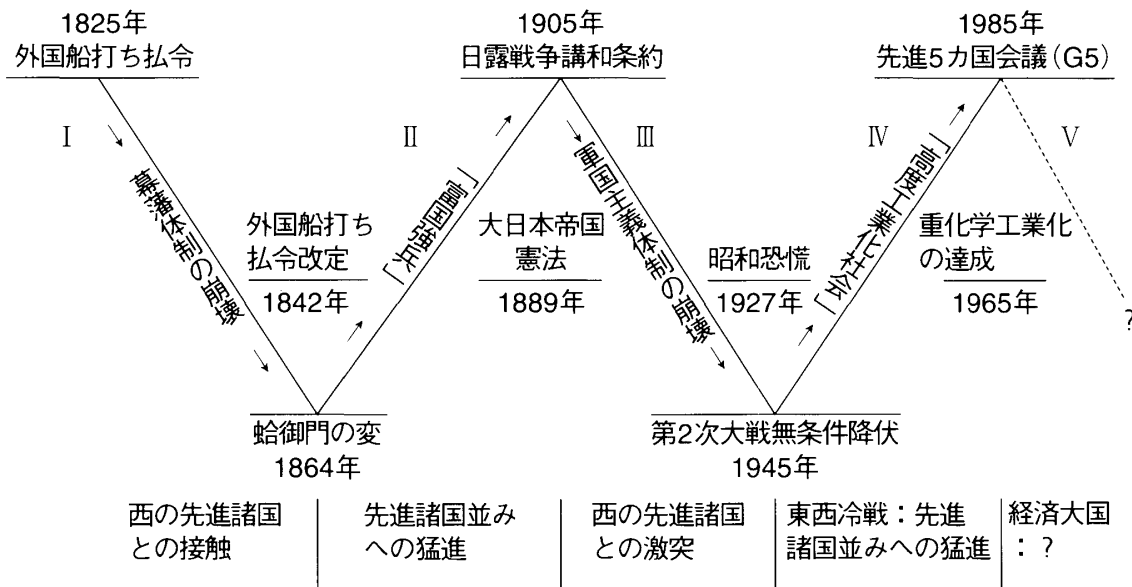 1825年
外国船打ち払令
1905年
日露戦争講和条約
1985年
先進5カ国会議(G5)
Ⅰ
Ⅱ
Ⅲ
Ⅳ
Ⅴ
幕藩体制の崩壊
「富国強兵」
軍国主義体制の崩壊
「高度工業化社会」
外国船打ち
払令改定
1842年
大日本帝国
憲法
1889年
昭和恐慌
1927年
重化学工業化
の達成
1965年
?
蛤御門の変
1864年
第2次大戦無条件降伏
1945年
西の先進諸国
との接触
先進諸国並み
への猛進
西の先進諸国
との激突
東西冷戦：先進
諸国並みへの猛進
経済大国
：?